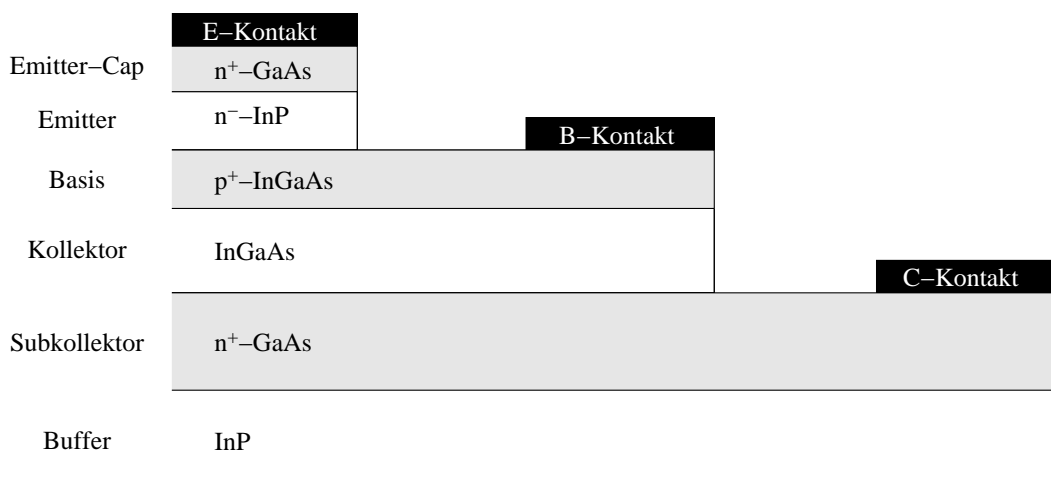 E–Kontakt
Emitter–Cap n⁺–GaAs
Emitter n⁻–InP
B–Kontakt
Basis p⁺–InGaAs
Kollektor InGaAs
C–Kontakt
Subkollektor n⁺–GaAs
Buffer InP